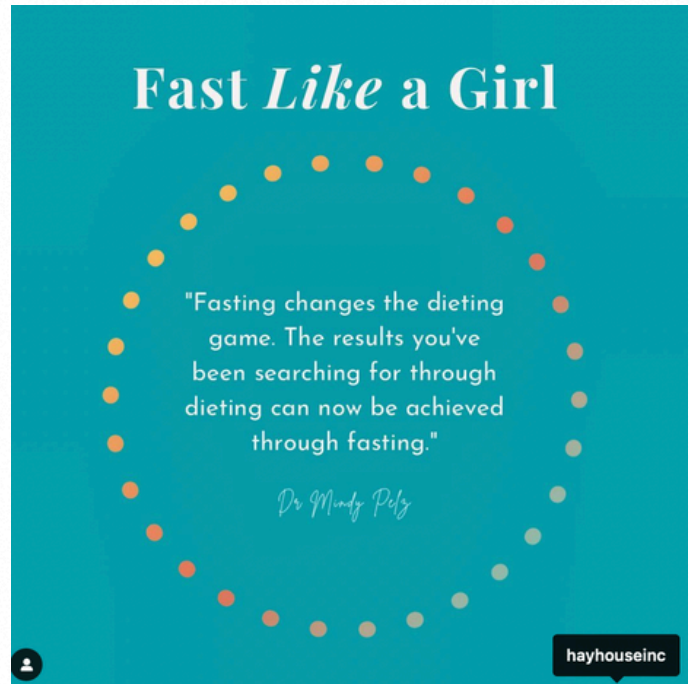 Fast Like a Girl
"Fasting changes the dieting
game. The results you've
been searching for through
dieting can now be achieved
through fasting."
Dr Mindy Pelz
hayhouseinc